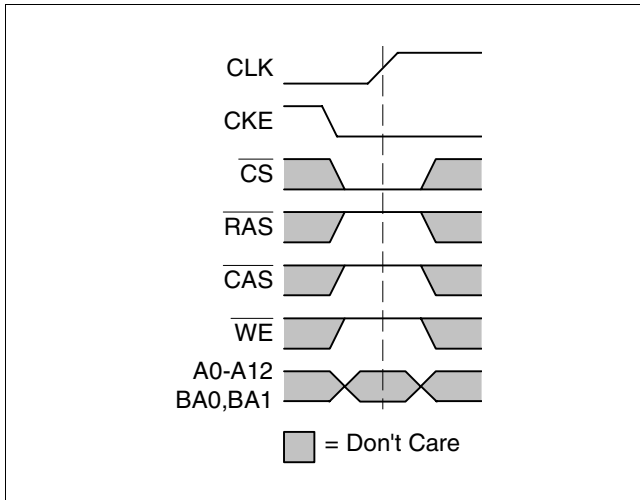 CLK
CKE
CS
RAS
CAS
WE
A0-A12
BA0,BA1
= Don't Care